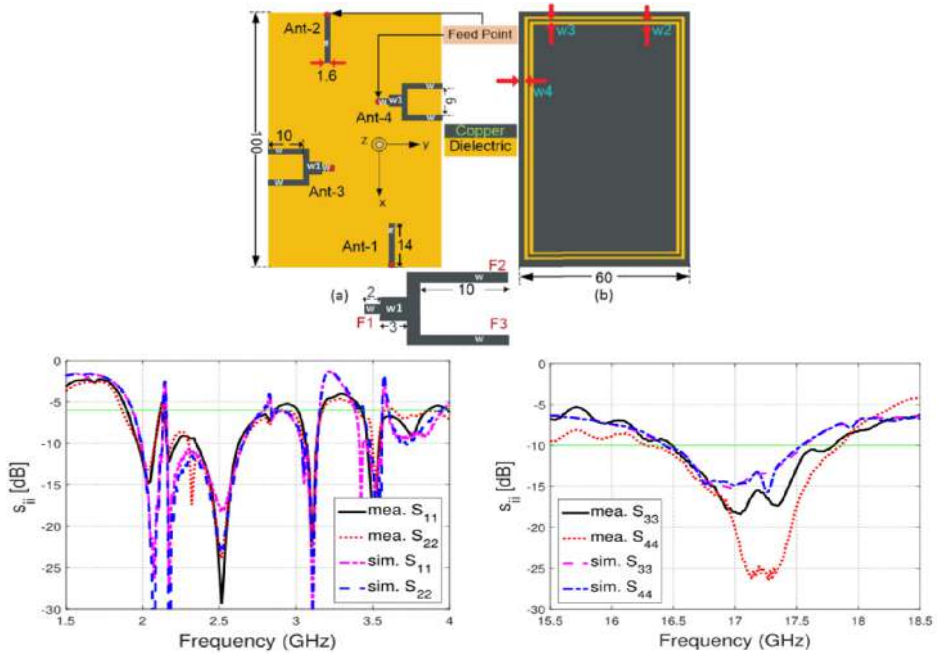 Ant-2
Feed Point
w3
w2
1.6
w4
w
w1
Ant-4
6
Copper
Dielectric
100
10
z
y
x
w
w1
w
w
Ant-3
Ant-1
14
(a)
60
(b)
F2
w
10
2
w
w1
F1
3
F3
w
0
-5
-10
-15
-20
-25
-30
S ii [dB]
mea. S11
mea. S22
sim. S11
sim. S22
1.5
2
2.5
3
3.5
4
Frequency (GHz)
0
-5
-10
-15
-20
-25
-30
S ii [dB]
mea. S33
mea. S44
sim. S33
sim. S44
15.5
16
16.5
17
17.5
18
18.5
Frequency (GHz)